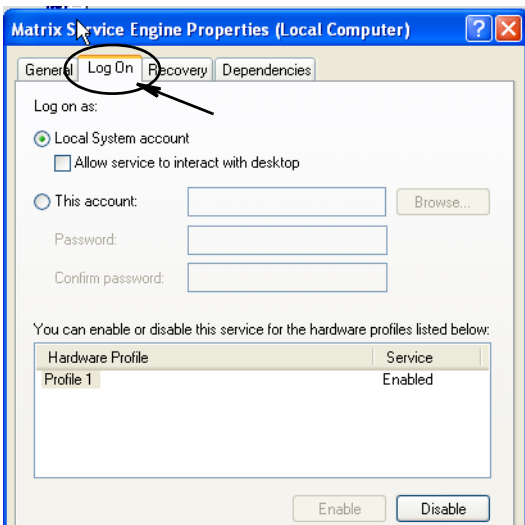 Matrix Service Engine Properties (Local Computer)
General Log On Recovery Dependencies
Log on as:
Local System account
Allow service to interact with desktop
This account: Browse...
Password:
Confirm password:
You can enable or disable this service for the hardware profiles listed below:
Hardware Profile Service
Profile 1 Enabled
Enable Disable